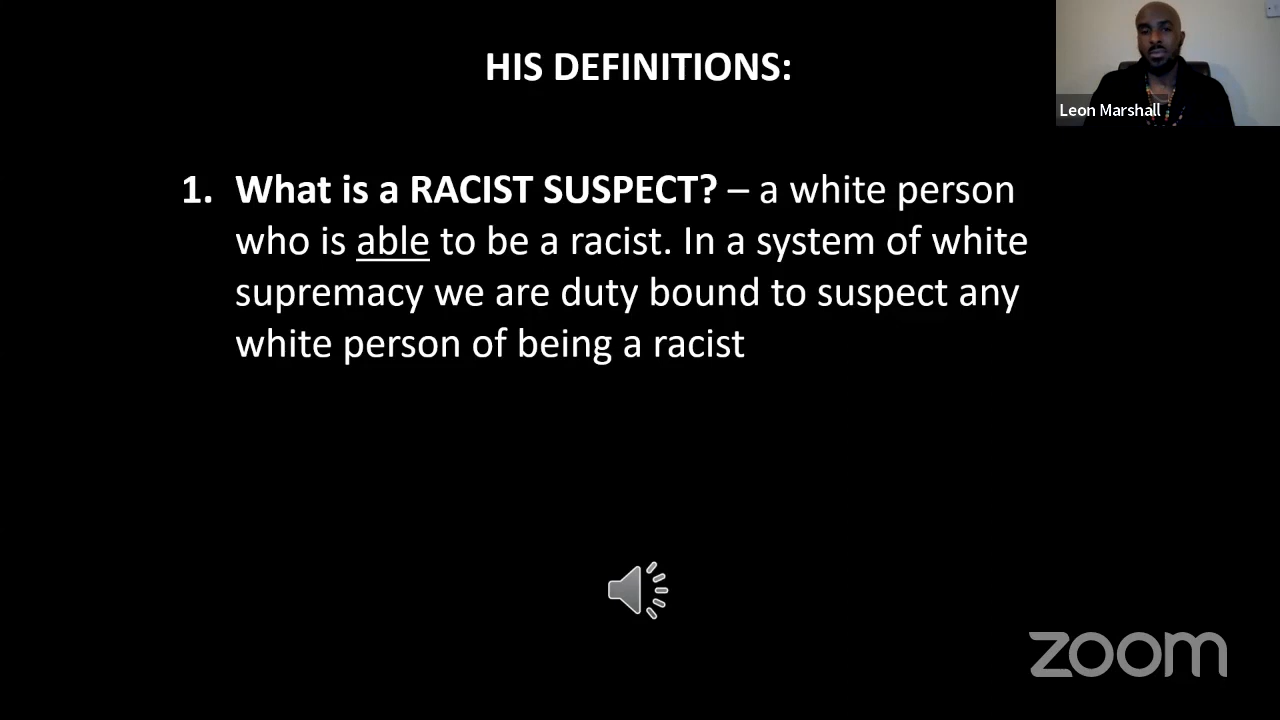 HIS DEFINITIONS:
Leon Marshall
1. What is a RACIST SUSPECT? – a white person
who is able to be a racist. In a system of white
supremacy we are duty bound to suspect any
white person of being a racist
zoom